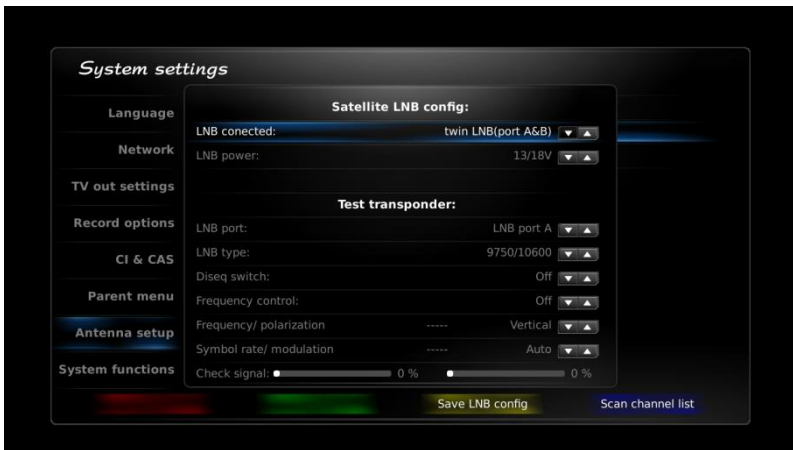 System settings
Language
Network
TV out settings
Record options
CI & CAS
Parent menu
Antenna setup
System functions
Satellite LNB config:
LNB conected: twin LNB(port A&B)
LNB power: 13/18V
Test transponder:
LNB port: LNB port A
LNB type: 9750/10600
Diseq switch: Off
Frequency control: Off
Frequency/ polarization ----- Vertical
Symbol rate/ modulation ----- Auto
Check signal: 0 % 0 %
Save LNB config
Scan channel list